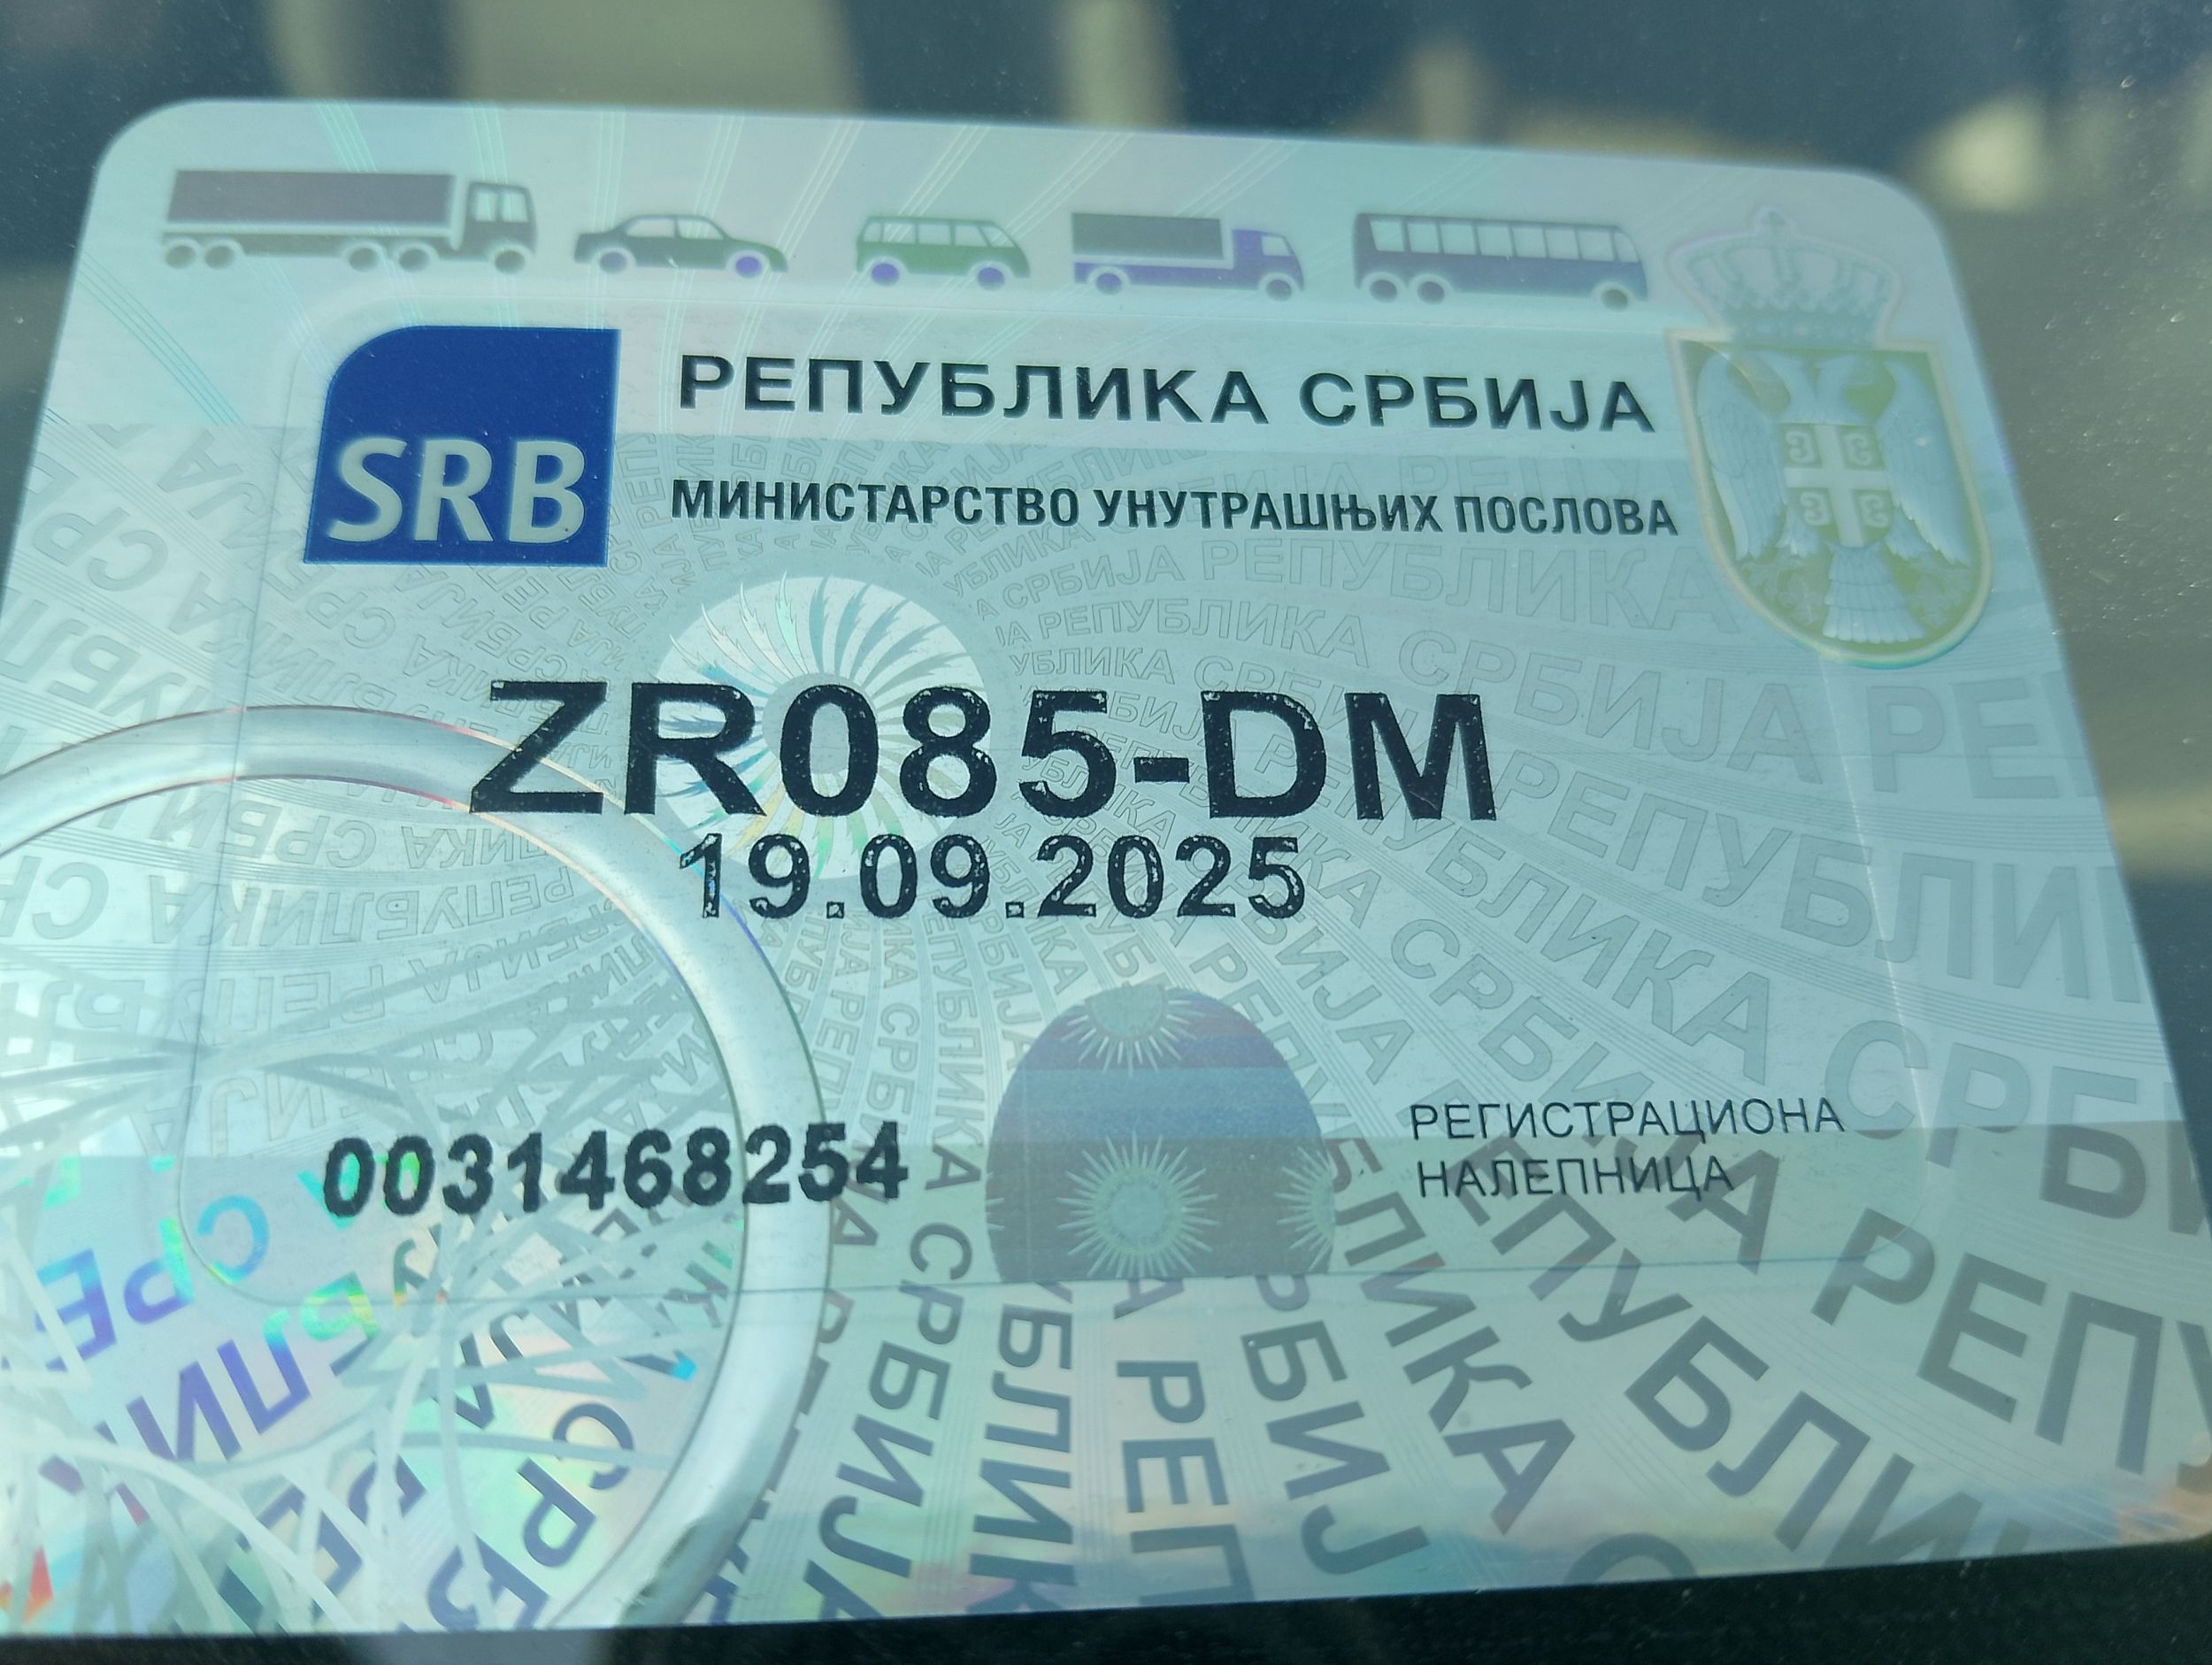 РЕПУБЛИКА СРБИЈА
SRB
МИНИСТАРСТВО УНУТРАШЊИХ ПОСЛОВА
ZR085-DM
19.09.2025
0031468254
РЕГИСТРАЦИОНА
НАЛЕПНИЦА